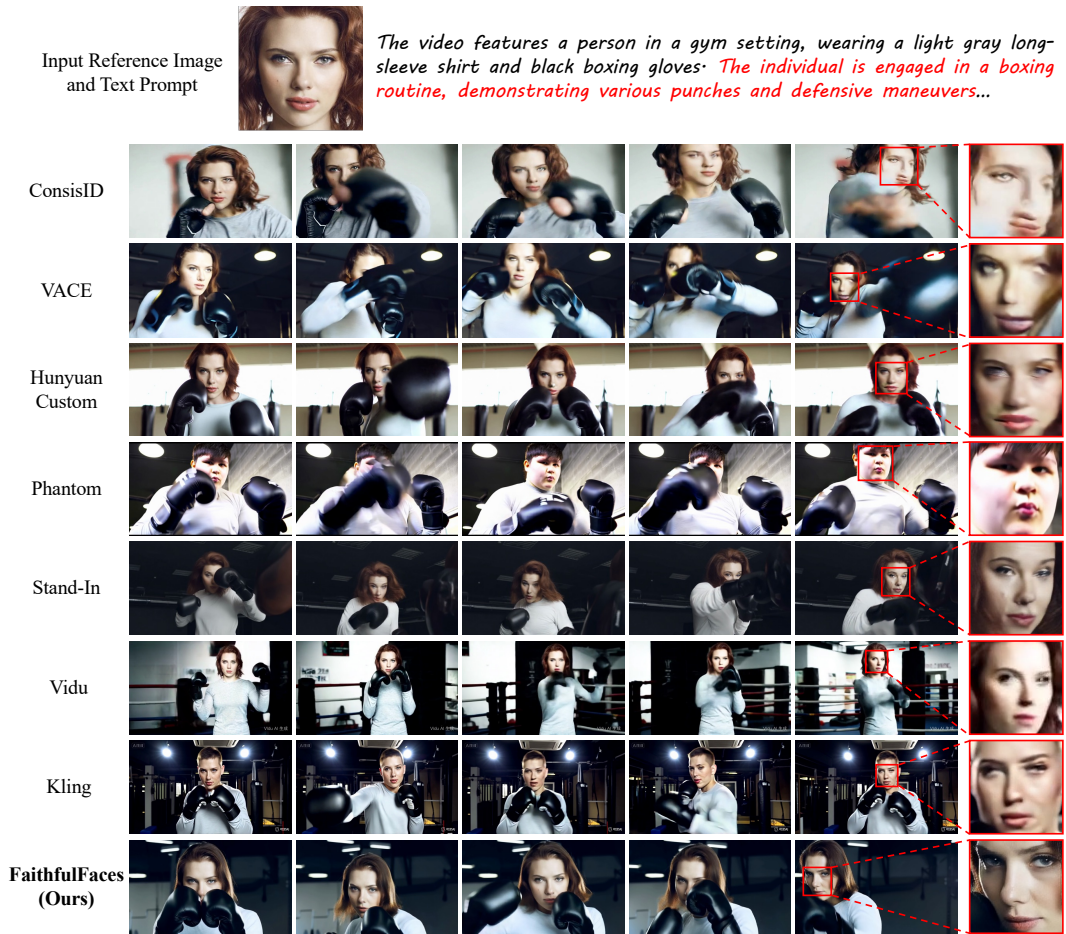 Input Reference Image
and Text Prompt
The video features a person in a gym setting, wearing a light gray long-
sleeve shirt and black boxing gloves. The individual is engaged in a boxing
routine, demonstrating various punches and defensive maneuvers...
ConsisID
VACE
Hunyuan
Custom
Phantom
Stand-In
Vidu
Kling
FaithfulFaces
(Ours)